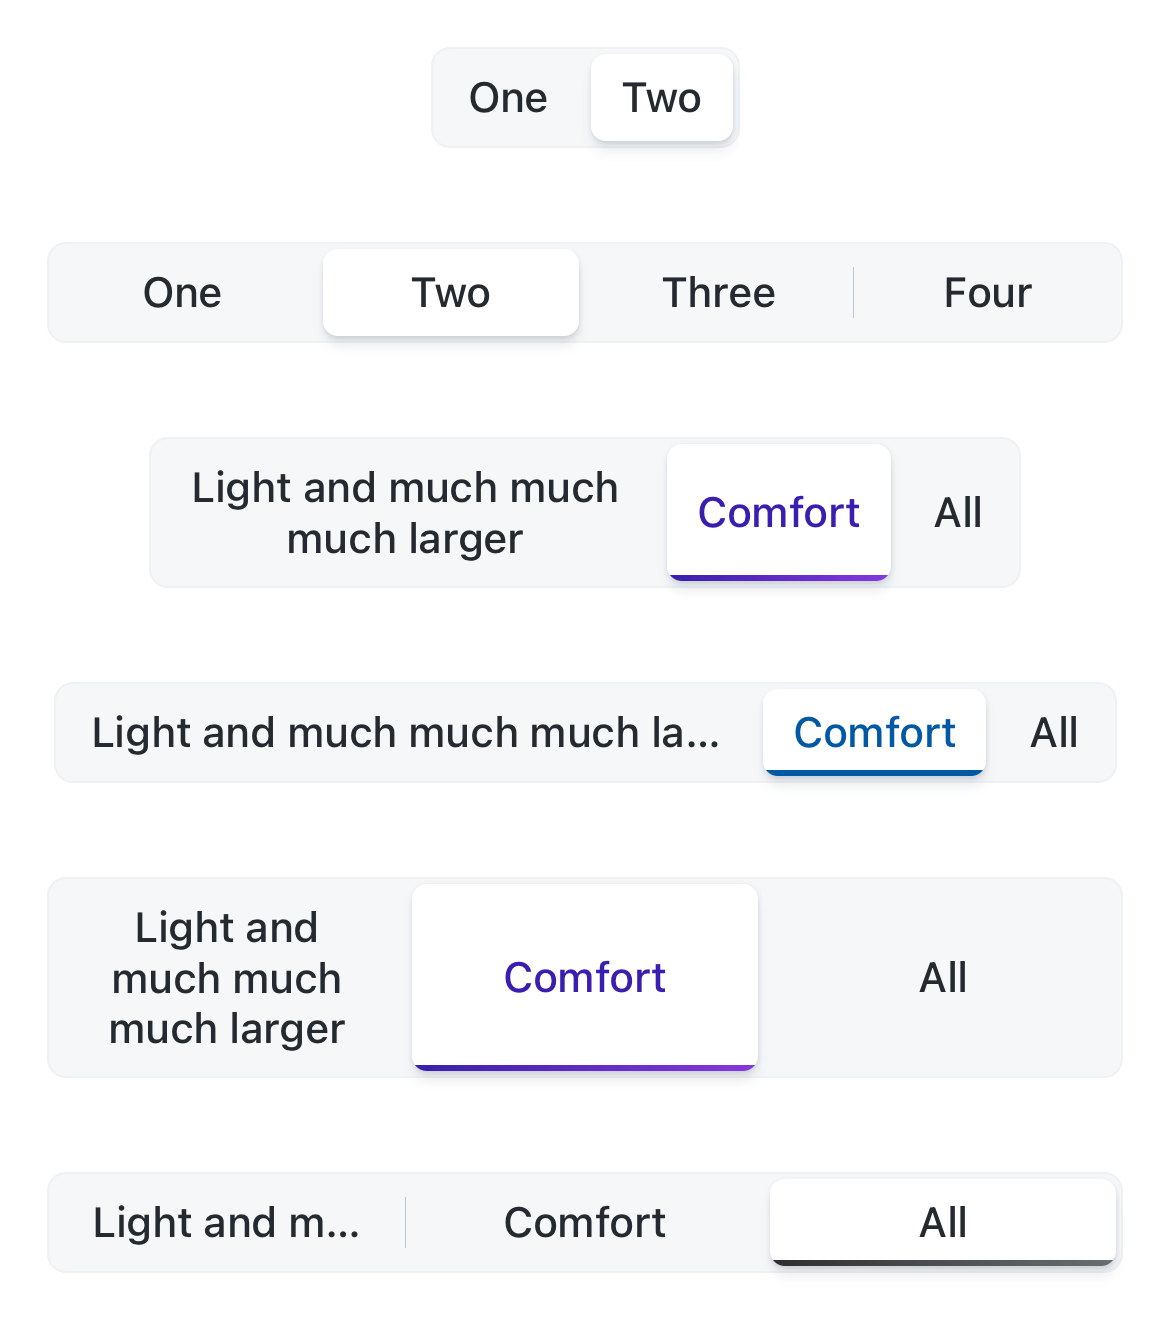 One Two
One Two Three Four
Light and much much
much larger
Comfort
All
Light and much much much la... Comfort All
Light and
much much
much larger
Comfort
All
Light and m... Comfort All